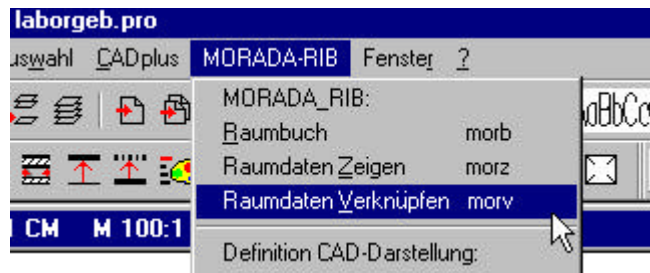 laborgeb.pro
uswahl CADplus MORADA-RIB Fenster ?
MORADA_RIB:
Raumbuch morb
Raumdaten Zeigen morz
Raumdaten Verknüpfen morv
CM M 100:1
Definition CAD-Darstellung: